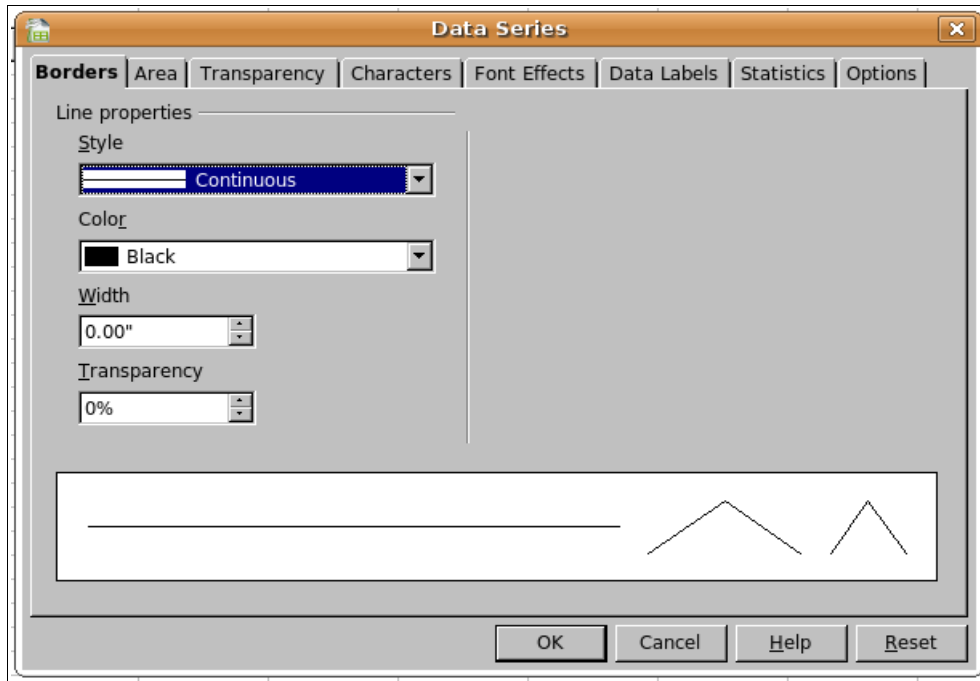 Data Series
Borders Area Transparency Characters Font Effects Data Labels Statistics Options
Line properties
Style
Continuous
Color
Black
Width
0.00"
Transparency
0%
OK Cancel Help Reset